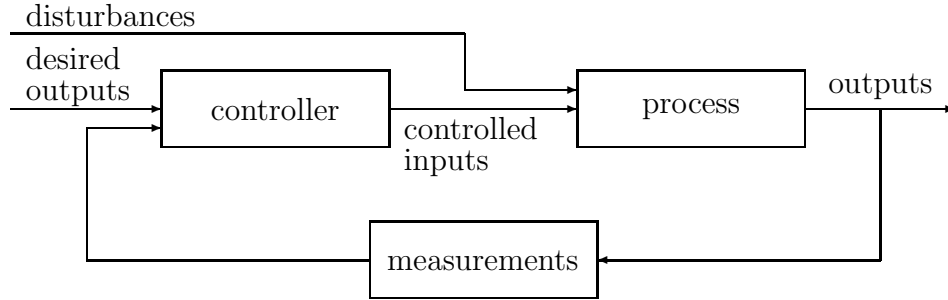 disturbances
desired
outputs
controller
controlled
inputs
process
outputs
measurements